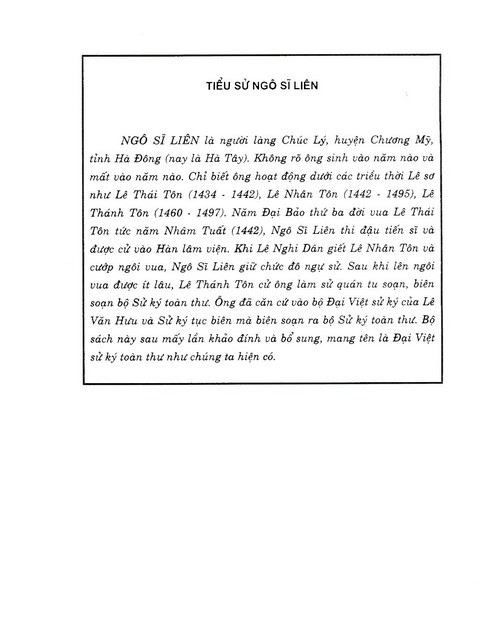 TIỂU SỬ NGÔ SĨ LIÊN
NGÔ SĨ LIÊN là người làng Chúc Lý, huyện Chương Mỹ,
tỉnh Hà Đông (nay là Hà Tây). Không rõ ông sinh vào năm nào và
mất vào năm nào. Chỉ biết ông hoạt động dưới các triều thời Lê sơ
như Lê Thái Tôn (1434 - 1442), Lê Nhân Tôn (1442 - 1495), Lê
Thánh Tôn (1460 - 1497). Năm Đại Bảo thứ ba đời vua Lê Thái
Tôn tức năm Nhâm Tuất (1442), Ngô Sĩ Liên thi đậu tiến sĩ và
được cử vào Hàn lâm viện. Khi Lê Nghi Dân giết Lê Nhân Tôn và
cướp ngôi vua, Ngô Sĩ Liên giữ chức đô ngự sử. Sau khi lên ngôi
vua được ít lâu, Lê Thánh Tôn cử ông làm sử quán tu soạn, biên
soạn bộ Sử ký toàn thư. Ông đã căn cứ vào bộ Đại Việt sử ký của Lê
Văn Hưu và Sử ký tục biên mà biên soạn ra bộ Sử ký toàn thư. Bộ
sách này sau mấy lần khảo đính và bổ sung, mang tên là Đại Việt
sử ký toàn thư như chúng ta hiện có.